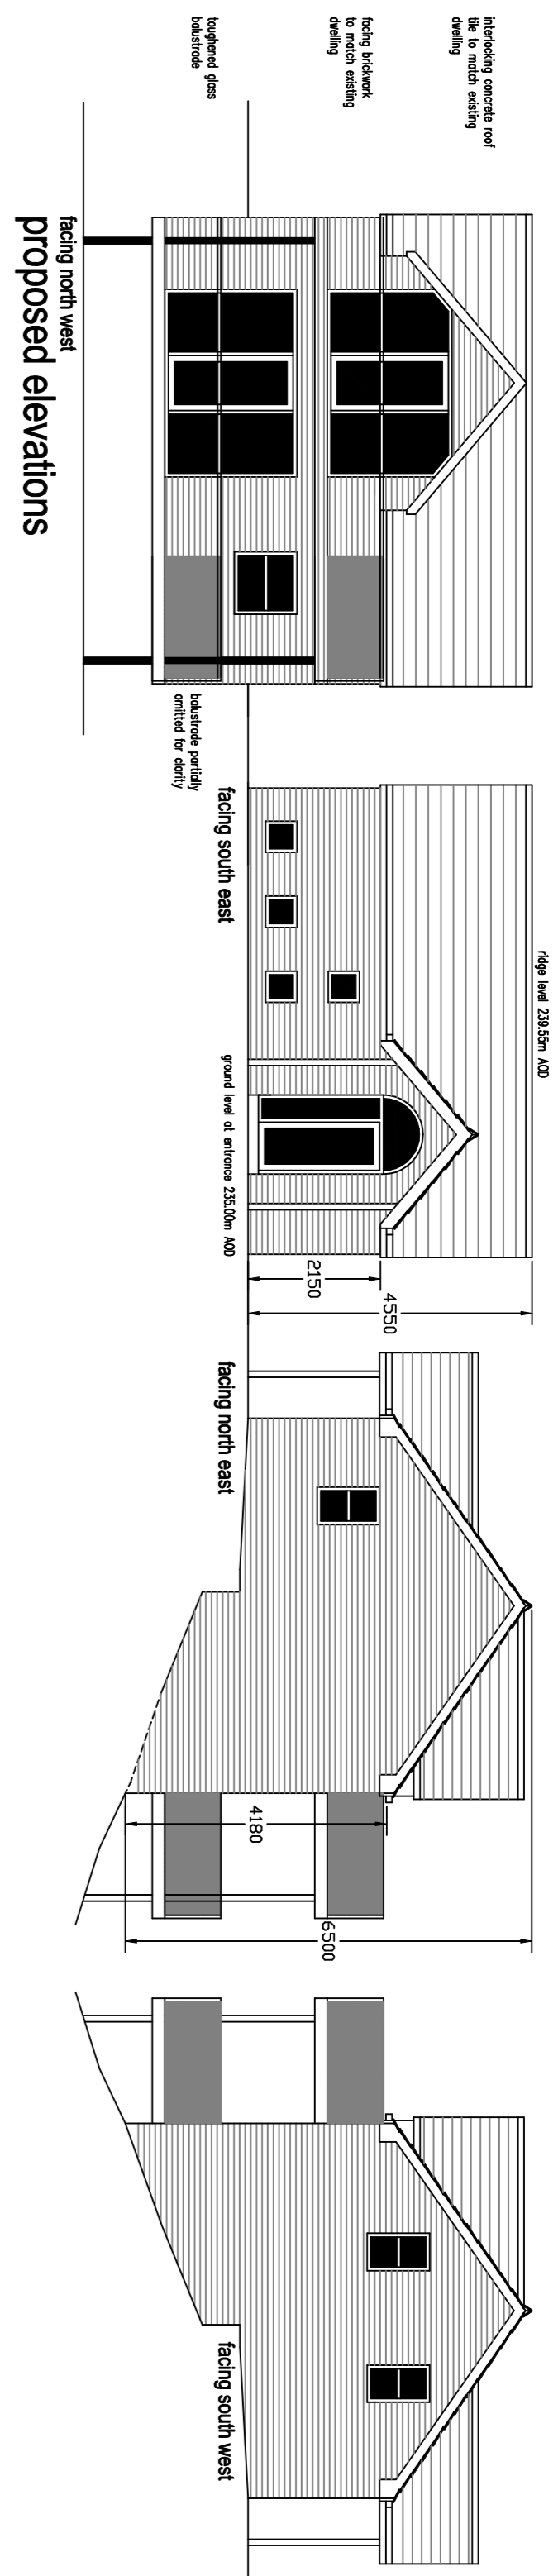 interlocking concrete roof
tile to match existing
dwelling
facing brickwork
to match existing
dwelling
toughened glass
balustrade
balustrade partially
omitted for clarity
facing north west
proposed elevations
ridge level 239.55m AOD
facing south east
ground level at entrance 235.00m AOD
2150
4550
facing north east
4180
6500
facing south west